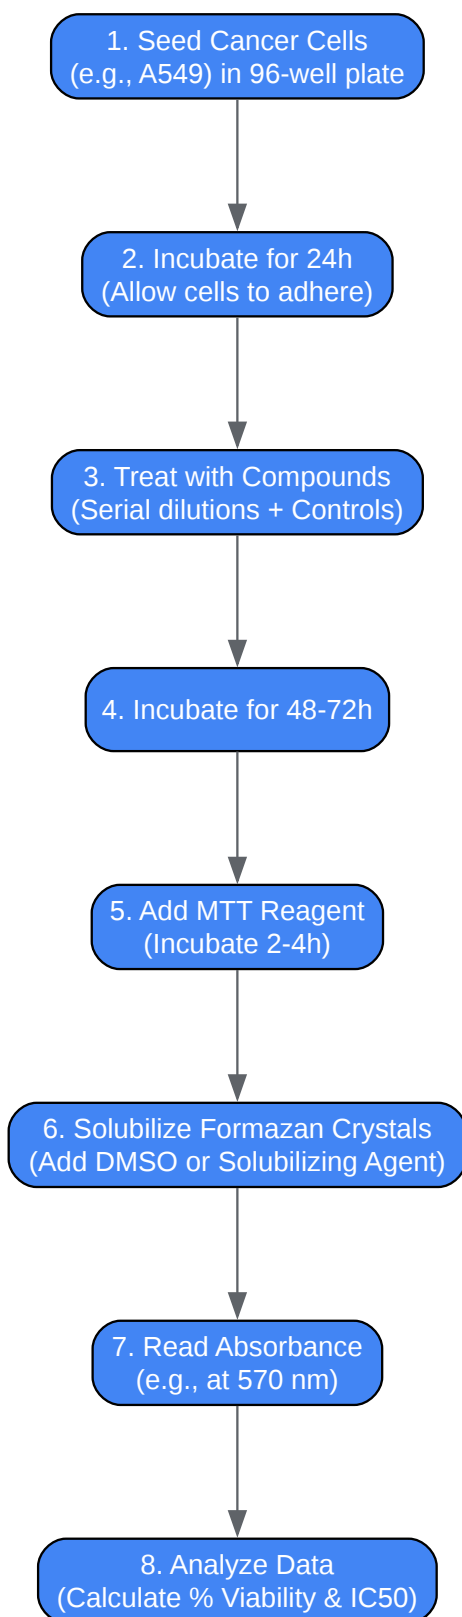 1. Seed Cancer Cells
(e.g., A549) in 96-well plate
2. Incubate for 24h
(Allow cells to adhere)
3. Treat with Compounds
(Serial dilutions + Controls)
4. Incubate for 48-72h
5. Add MTT Reagent
(Incubate 2-4h)
6. Solubilize Formazan Crystals
(Add DMSO or Solubilizing Agent)
7. Read Absorbance
(e.g., at 570 nm)
8. Analyze Data
(Calculate % Viability & IC50)